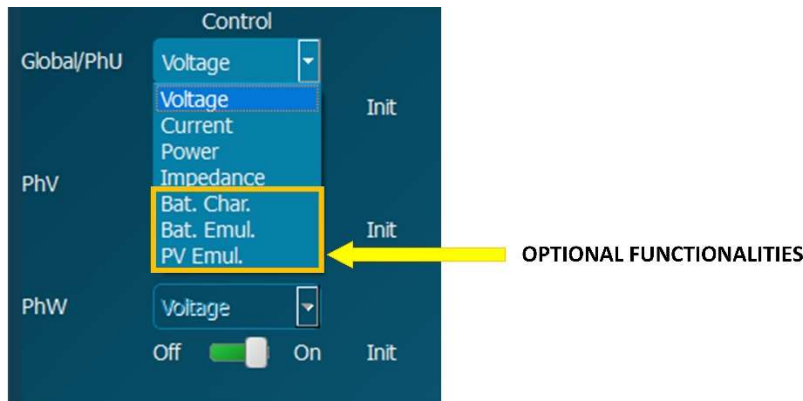 Control
Global/PhU Voltage
Voltage
Init
Current
Power
PhV Impedance
Bat. Char.
Bat. Emul. Init
PV Emul.
OPTIONAL FUNCTIONALITIES
PhW Voltage
Off On Init